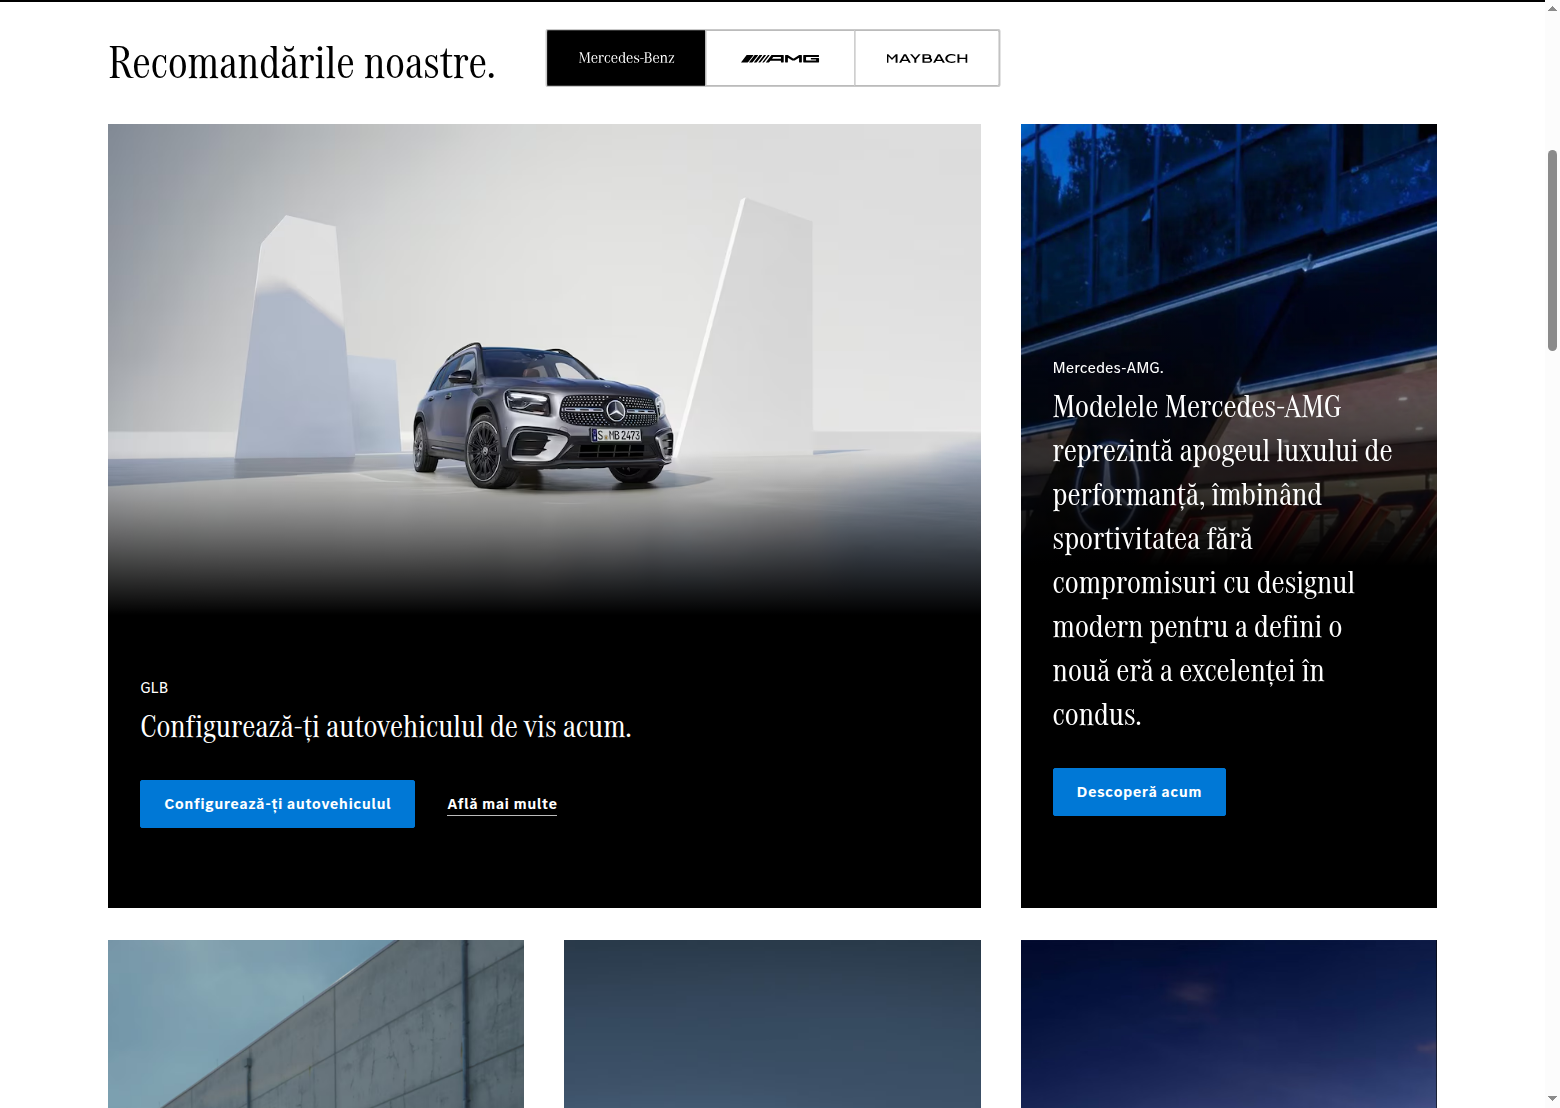 Recomandările noastre.
Mercedes-Benz
AMG
MAYBACH
S MB 2473
GLB
Configurează-ți autovehiculul de vis acum.
Configurează-ți autovehiculul
Află mai multe
Mercedes-AMG.
Modelele Mercedes-AMG
reprezintă apogeul luxului de
performanță, îmbinând
sportivitatea fără
compromisuri cu designul
modern pentru a defini o
nouă eră a excelenței în
condus.
Descoperă acum